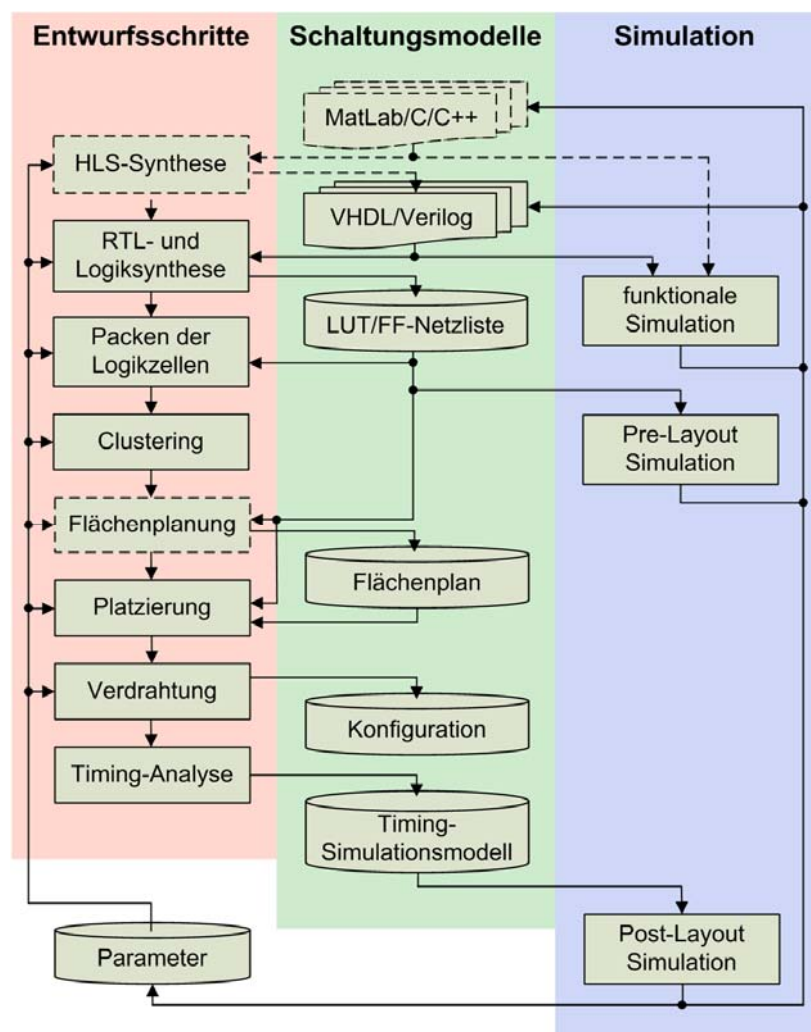 Entwurfsschritte
Schaltungsmodelle
Simulation
MatLab/C/C++
HLS-Synthese
VHDL/Verilog
RTL- und
Logiksynthese
funktionale
Simulation
LUT/FF-Netzliste
Packen der
Logikzellen
Clustering
Pre-Layout
Simulation
Flächenplanung
Flächenplan
Platzierung
Verdrahtung
Konfiguration
Timing-Analyse
Timing-
Simulationsmodell
Post-Layout
Simulation
Parameter